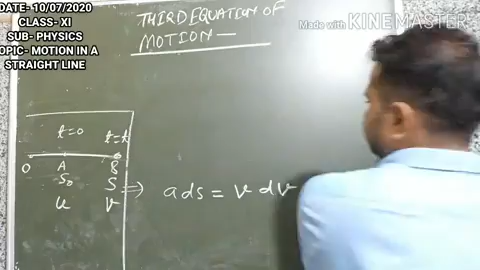 DATE- 10/07/2020
CLASS- XI
SUB- PHYSICS
OPIC- MOTION IN A
STRAIGHT LINE
THIRD EQUATION OF
MOTION —
Made with KINEMASTER
t=0 t=t
O A B
S₀ S
u v
⇒ a ds = v dv